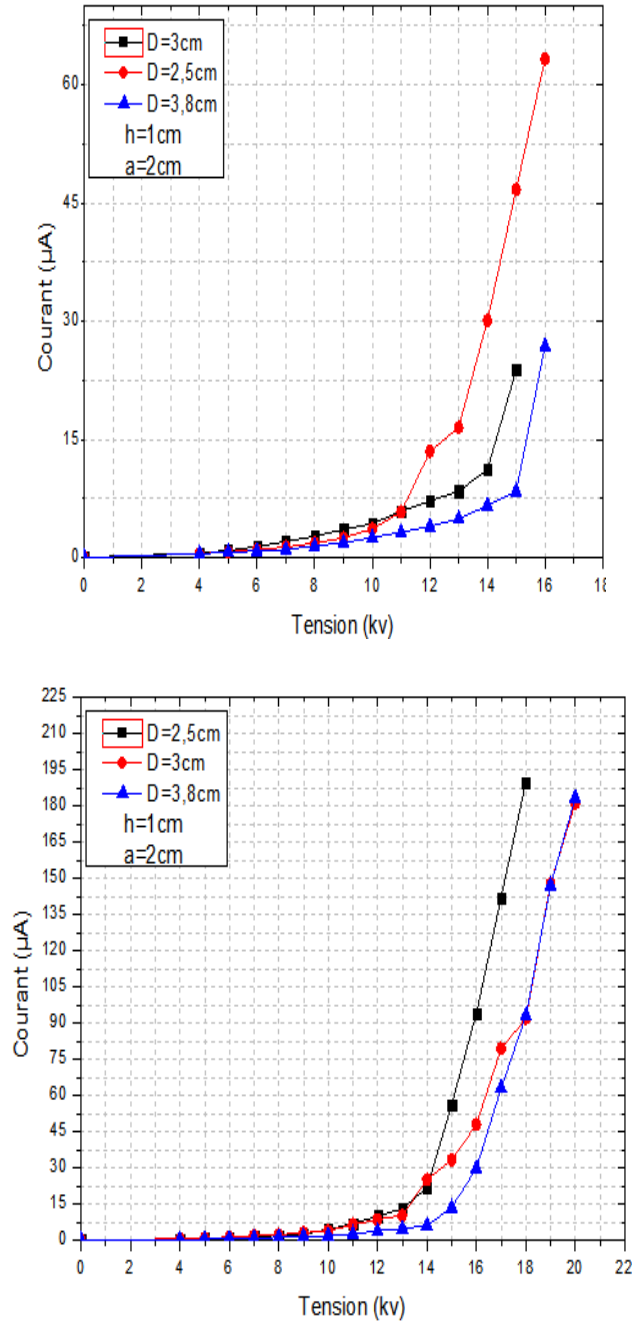 D=3cm
D=2,5cm
D=3,8cm
h=1cm
a=2cm
60
45
30
15
0
Courant (µA)
0 2 4 6 8 10 12 14 16 18
Tension (kv)
225
210
195
180
165
150
135
120
105
90
75
60
45
30
15
0
D=2,5cm
D=3cm
D=3,8cm
h=1cm
a=2cm
Courant (µA)
0 2 4 6 8 10 12 14 16 18 20 22
Tension (kv)